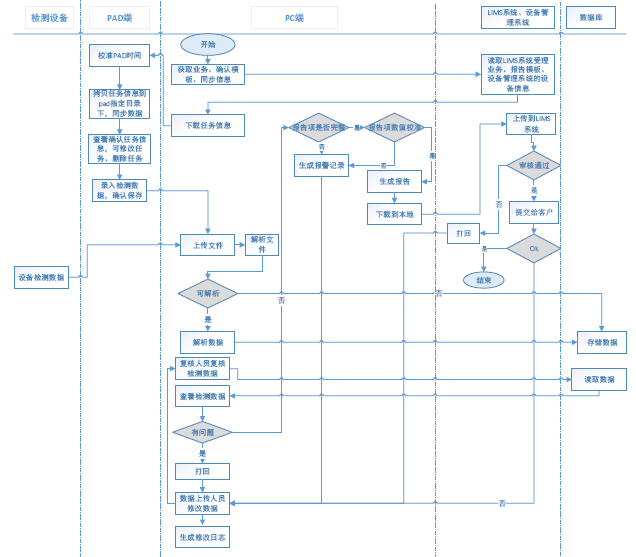 检测设备
PAD端
PC端
LIMS系统、设备管
理系统
数据库
开始
校准PAD时间
获取业务、确认模
板、同步信息
读取LIMS系统受理
业务、报告模板、
设备管理系统的设
备信息
拷贝任务信息到
pad指定目录
下，同步数据
下载任务信息
报告项是否完整
是
报告项数值校准
上传到LIMS
系统
查看确认任务信
息，可修改任
务、删除任务
否
是
生成报警记录
否
审核通过
录入检测数
据，确认保存
生成报告
是
否
下载到本地
提交给客户
上传文件
解析文
件
打回
是
Ok
设备检测数据
结束
可解析
否
否
是
解析数据
存储数据
复核人员复核
检测数据
读取数据
查看检测数据
有问题
是
打回
数据上传人员
修改数据
否
生成修改日志